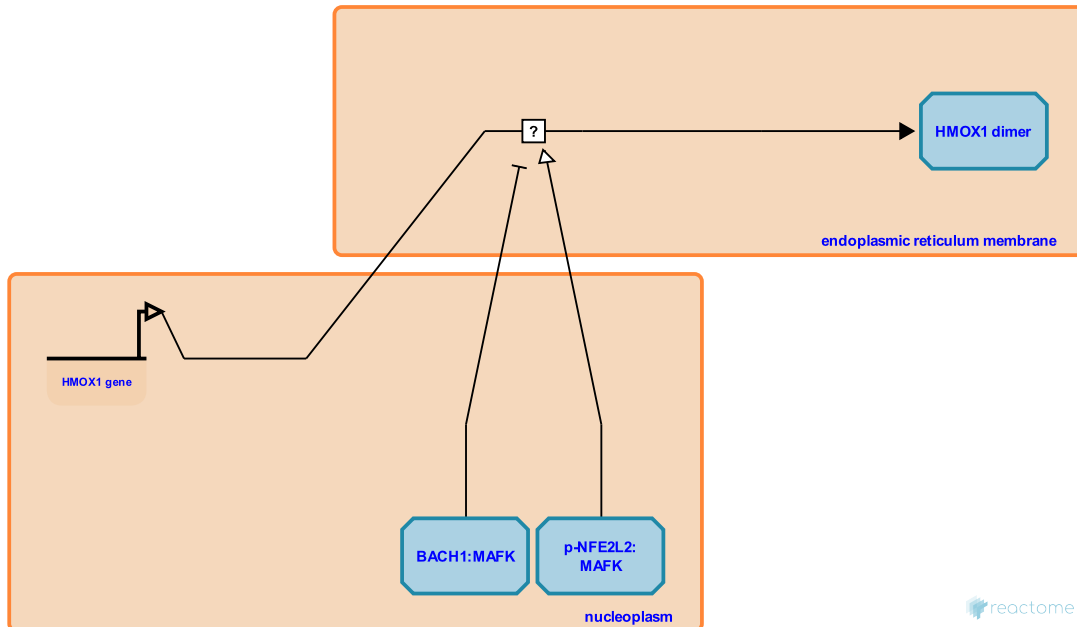 ?
HMOX1 dimer
endoplasmic reticulum membrane
HMOX1 gene
BACH1:MAFK
p-NFE2L2:
MAFK
nucleoplasm
reactome